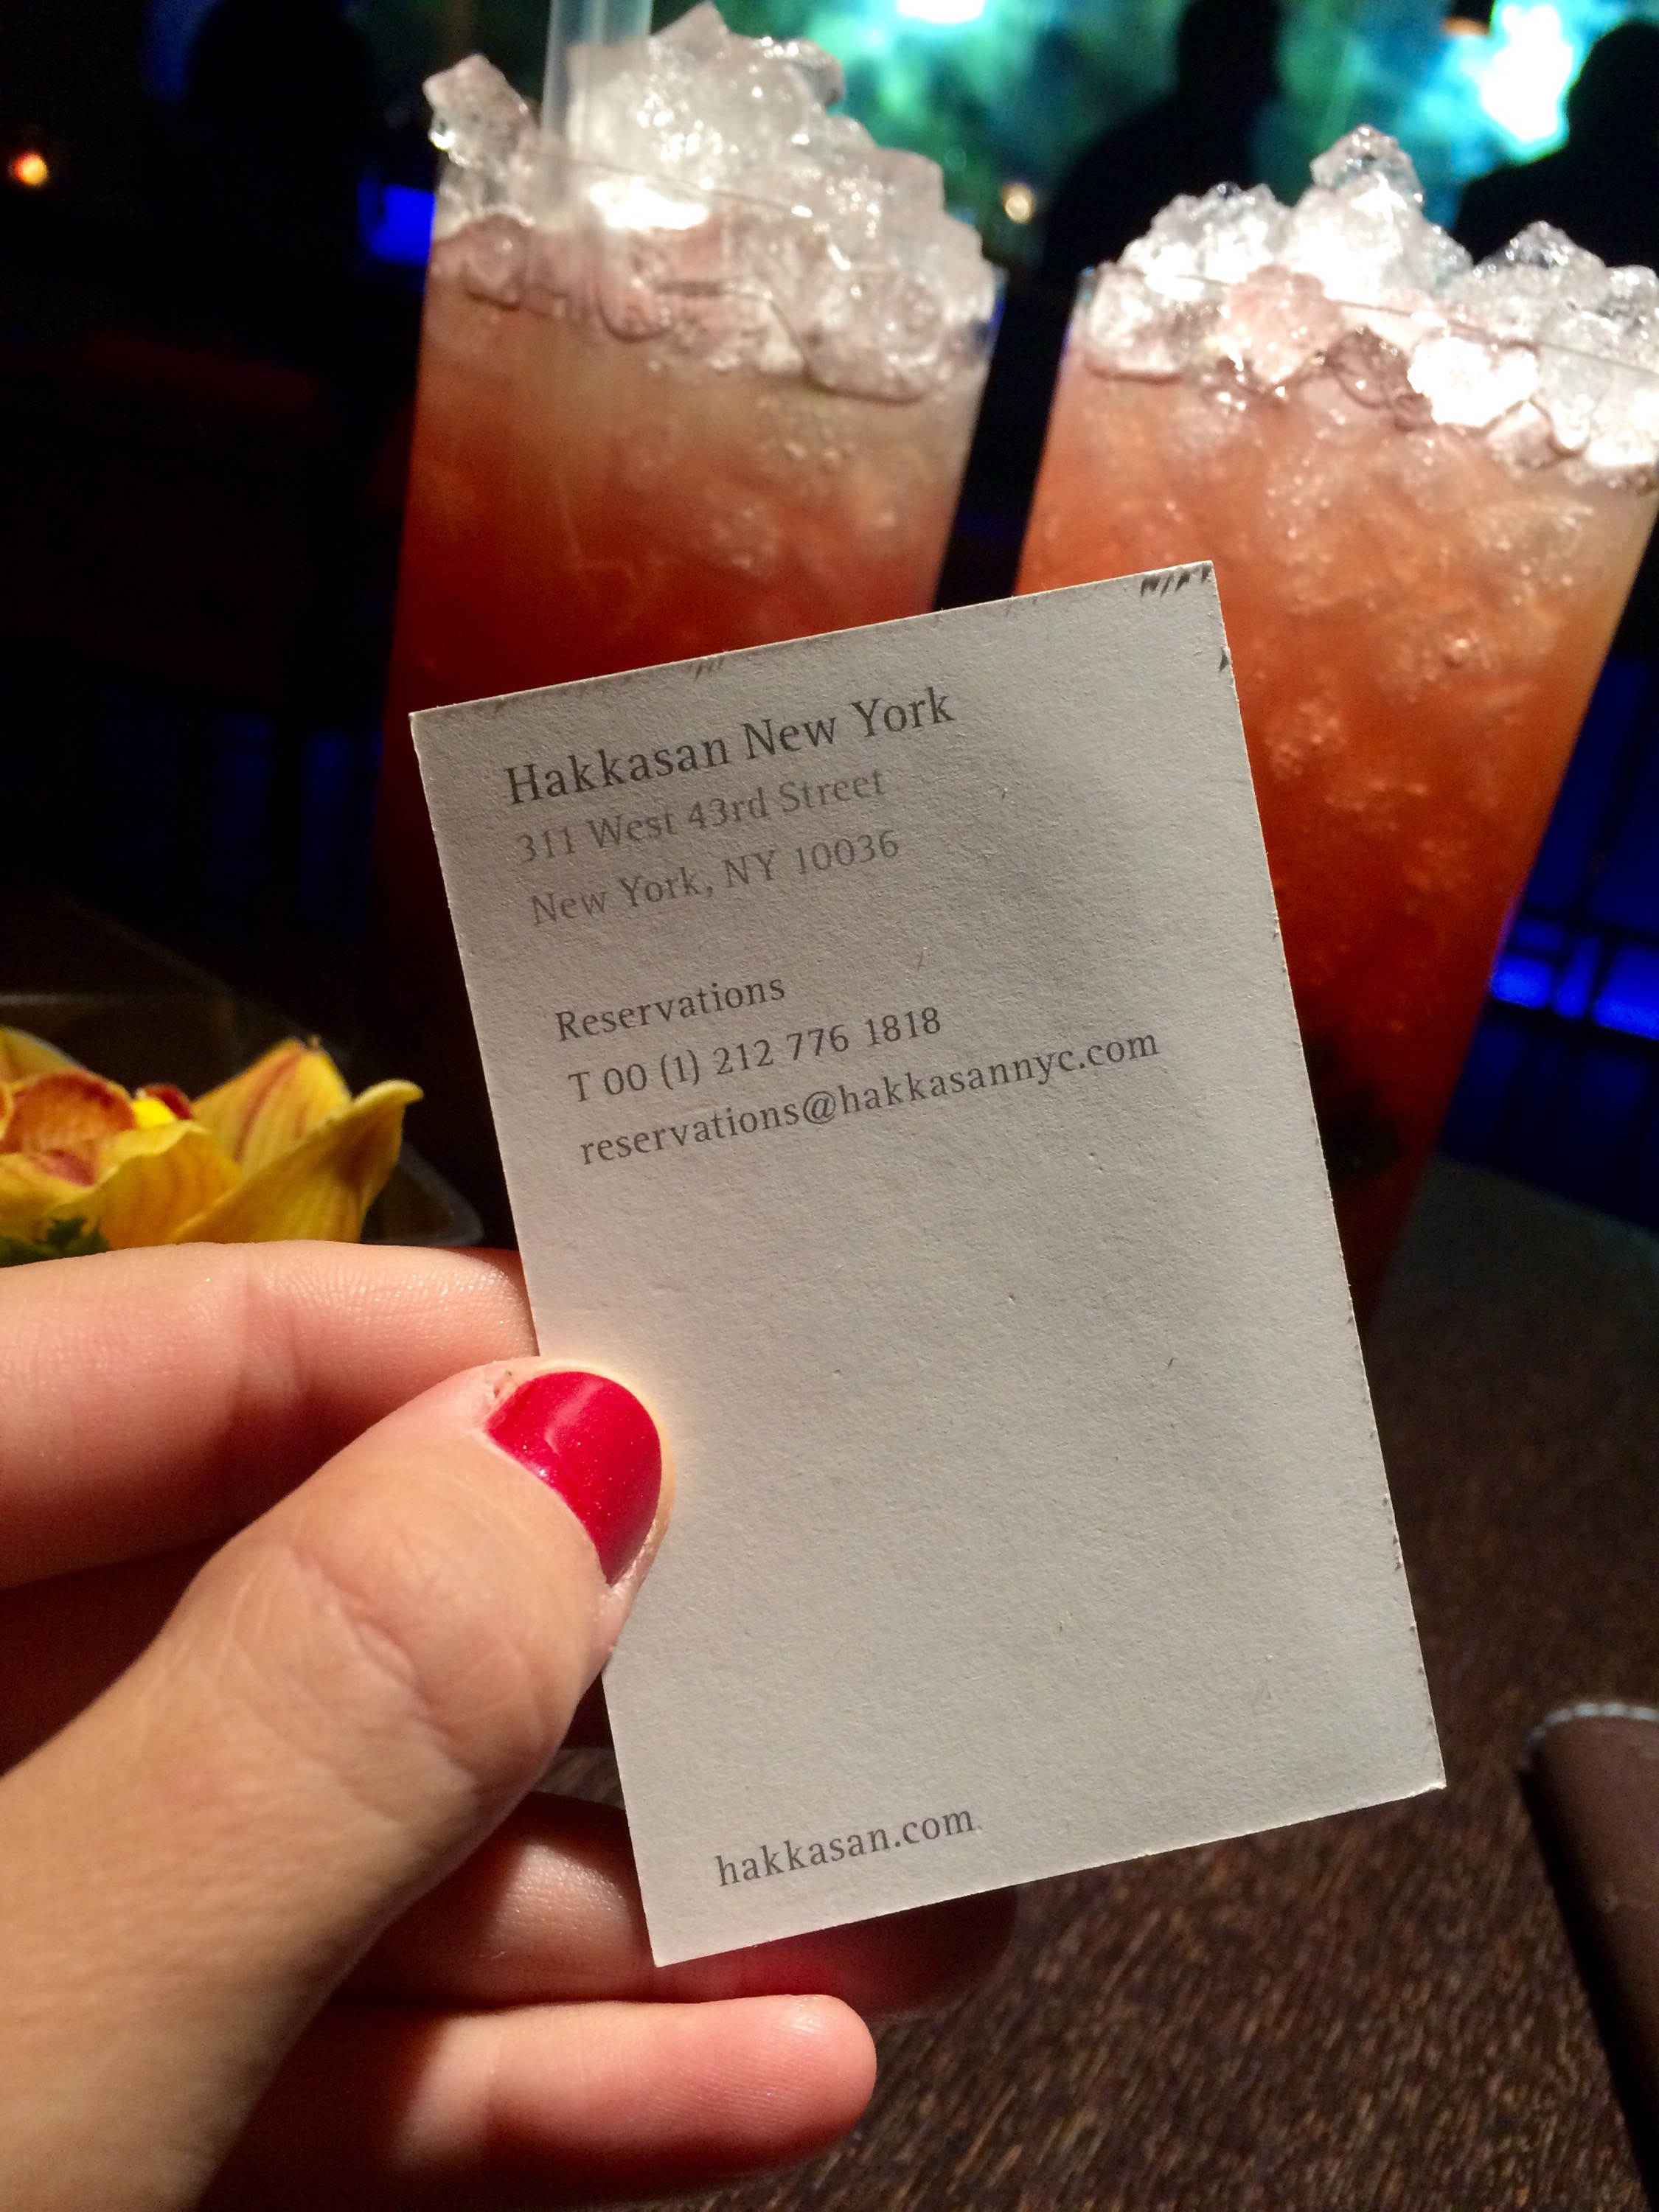 Hakkasan New York
311 West 43rd Street
New York, NY 10036
Reservations
T 00 (1) 212 776 1818
reservations@hakkasannyc.com
hakkasan.com